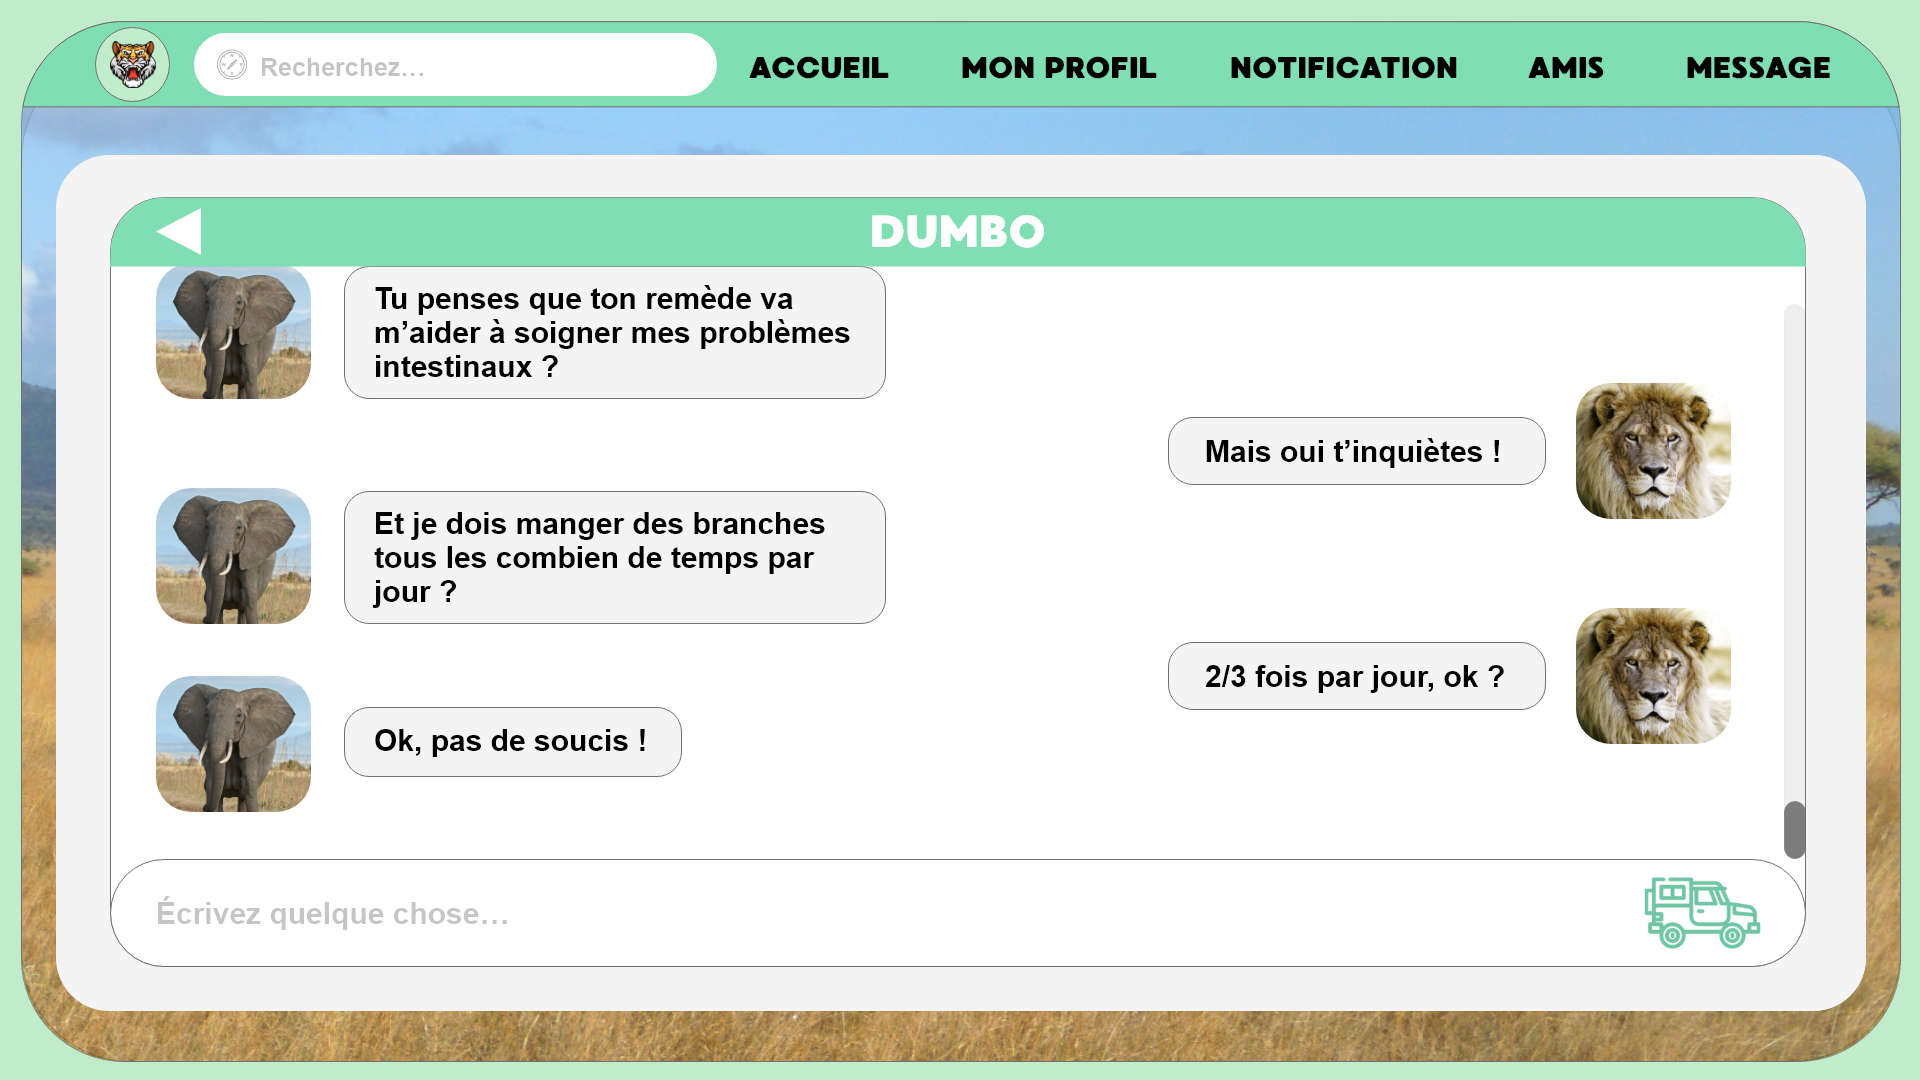 Recherchez...
ACCUEIL
MON PROFIL
NOTIFICATION
AMIS
MESSAGE
DUMBO
Tu penses que ton remède va
m’aider à soigner mes problèmes
intestinaux ?
Mais oui t’inquiètes !
Et je dois manger des branches
tous les combien de temps par
jour ?
2/3 fois par jour, ok ?
Ok, pas de soucis !
Écrivez quelque chose...